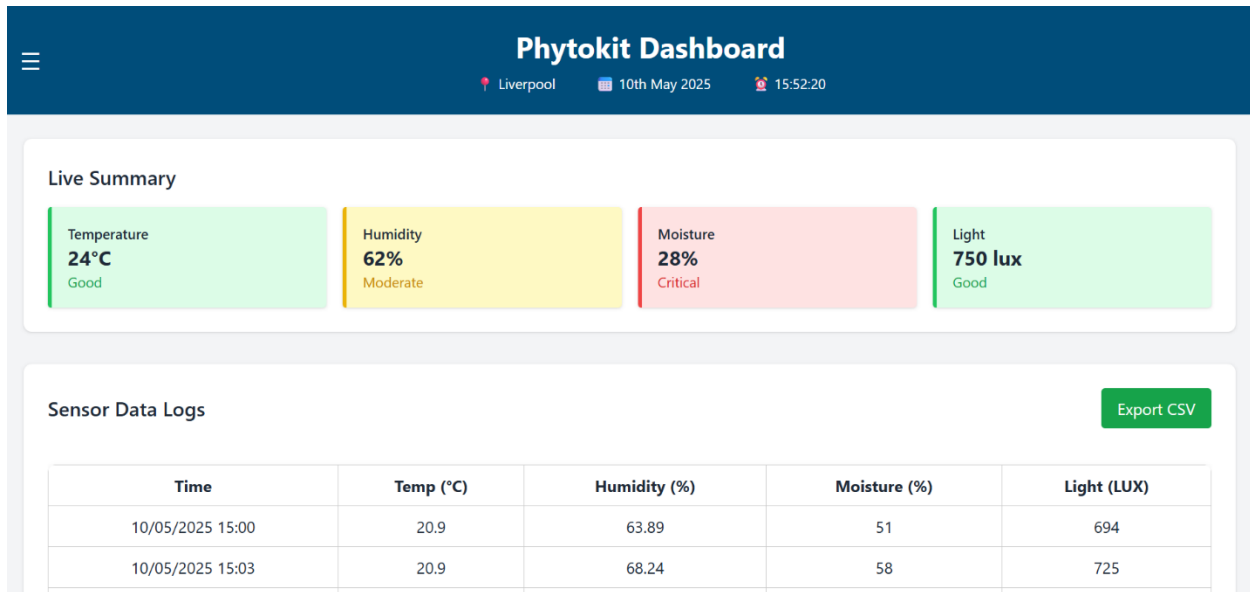 Phytokit Dashboard
Liverpool 10th May 2025 15:52:20
Live Summary
Temperature Humidity Moisture Light
24°C 62% 28% 750 lux
Good Moderate Critical Good
Sensor Data Logs Export CSV
Time Temp (°C) Humidity (%) Moisture (%) Light (LUX)
10/05/2025 15:00 20.9 63.89 51 694
10/05/2025 15:03 20.9 68.24 58 725